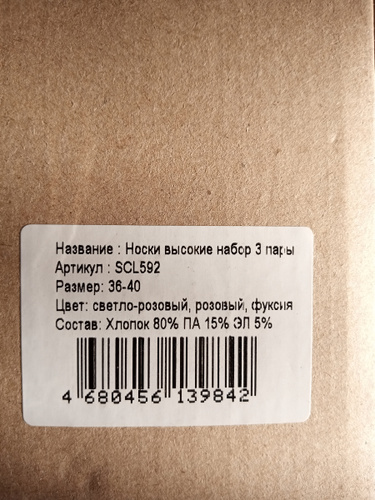 Название : Носки высокие набор 3 пары
Артикул : SCL592
Размер: 36-40
Цвет: светло-розовый, розовый, фуксия
Состав: Хлопок 80% ПА 15% ЭЛ 5%
4 680456 139842